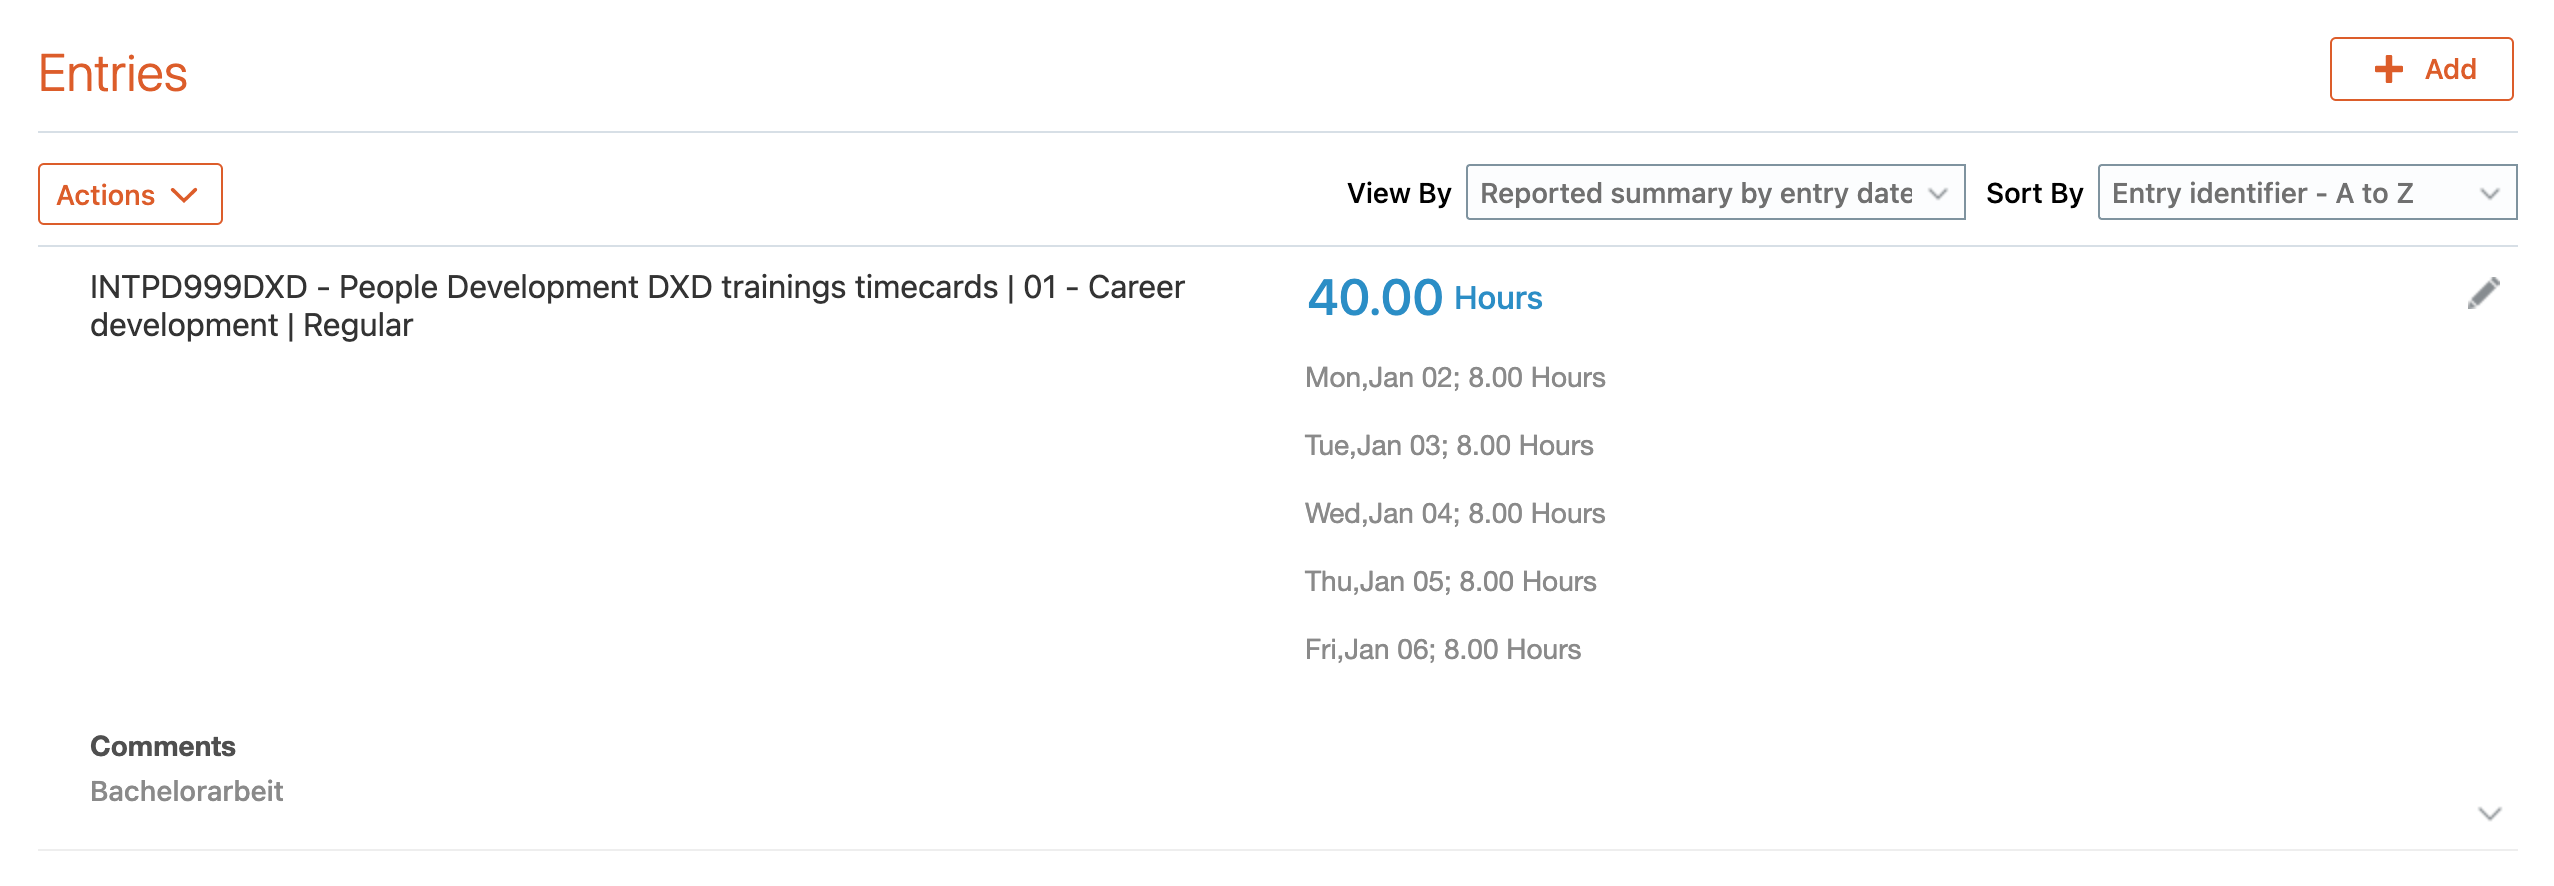 Entries
Add
Actions
View By Reported summary by entry date Sort By Entry identifier - A to Z
INTPD999DXD - People Development DXD trainings timecards | 01 - Career
development | Regular
40.00 Hours
Mon,Jan 02; 8.00 Hours
Tue,Jan 03; 8.00 Hours
Wed,Jan 04; 8.00 Hours
Thu,Jan 05; 8.00 Hours
Fri,Jan 06; 8.00 Hours
Comments
Bachelorarbeit